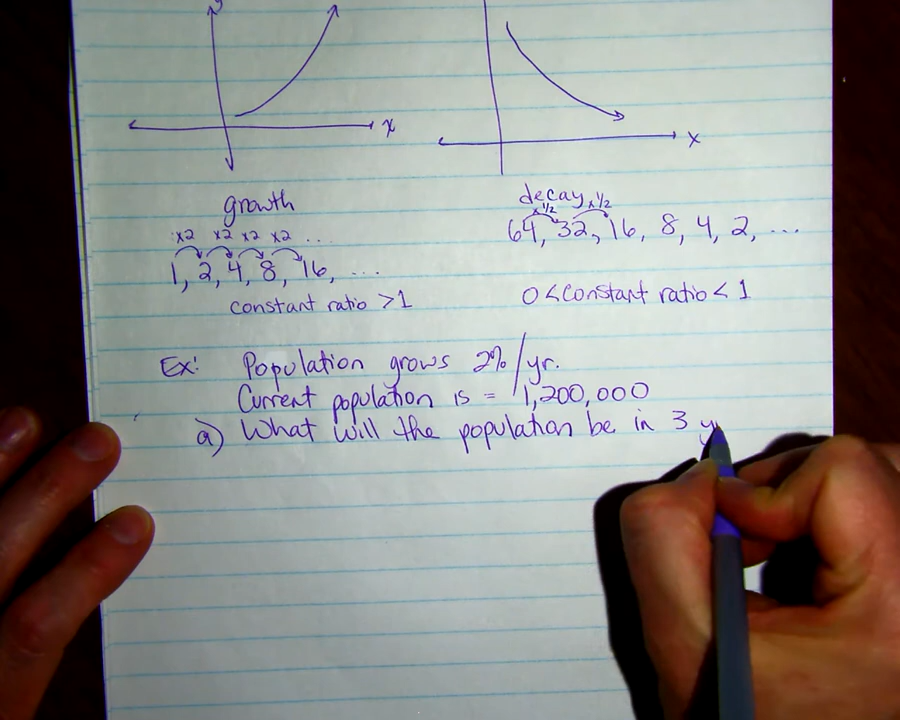 y
x
x
growth
x2 x2 x2 x2 ...
1, 2, 4, 8, 16, ...
constant ratio > 1
decay
x 1/2 x 1/2
64, 32, 16, 8, 4, 2, ...
0 < constant ratio < 1
Ex: Population grows 2%/yr.
Current population is = 1,200,000
a) What will the population be in 3 y